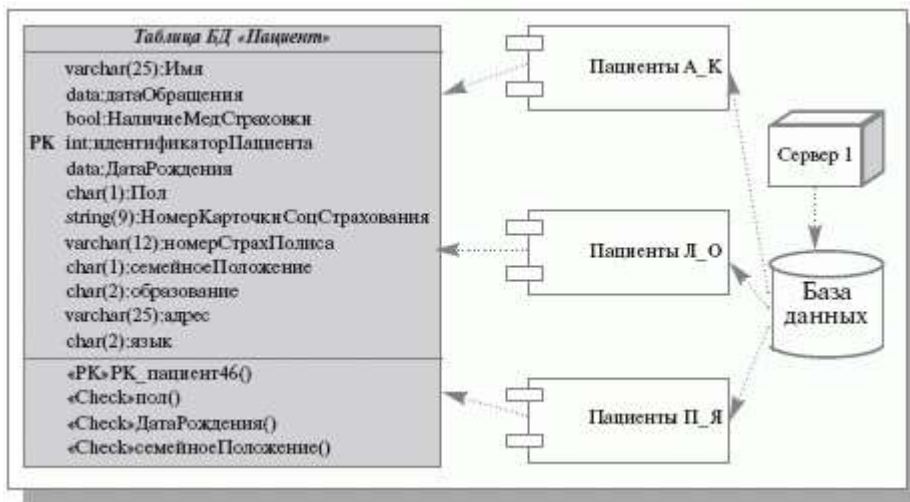 Таблица БД «Пациент»
varchar(25):Имя
data:датаОбращения
bool:НаличиеМедСтраховки
PK int:идентификаторПациента
data:ДатаРождения
char(1):Пол
string(9):НомерКарточкиСоцСтрахования
varchar(12):номерСтрахПолиса
char(1):семейноеПоложение
char(2):образование
varchar(25):адрес
char(2):язык
«PK»PK_пациент46()
«Check»пол()
«Check»ДатаРождения()
«Check»семейноеПоложение()
Пациенты А_К
Пациенты Л_О
Пациенты П_Я
Сервер 1
База
данных